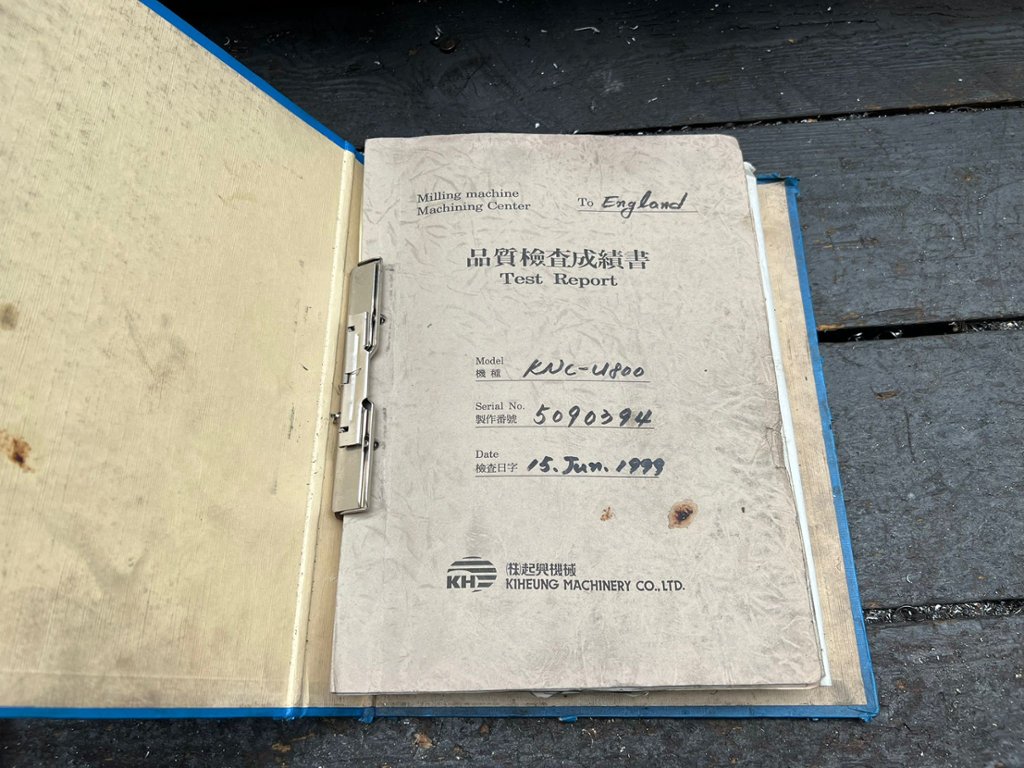 Milling machine
Machining Center
To England
品質檢査成績書
Test Report
Model
機種 KNC-U800
Serial No.
製作番號 5090394
Date
檢査日字 15. Jun. 1999
KH
(株)起興機械
KIHEUNG MACHINERY CO., LTD.